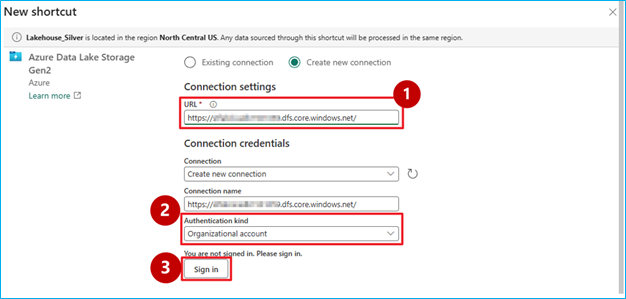 New shortcut
Lakehouse_Silver is located in the region North Central US. Any data sourced through this shortcut will be processed in the same region.
Azure Data Lake Storage Gen2
Azure
Learn more
Existing connection
Create new connection
Connection settings
1
URL *
https:// .dfs.core.windows.net/
Connection credentials
Connection
Create new connection
Connection name
https:// .dfs.core.windows.net/
2
Authentication kind
Organizational account
You are not signed in. Please sign in.
3
Sign in